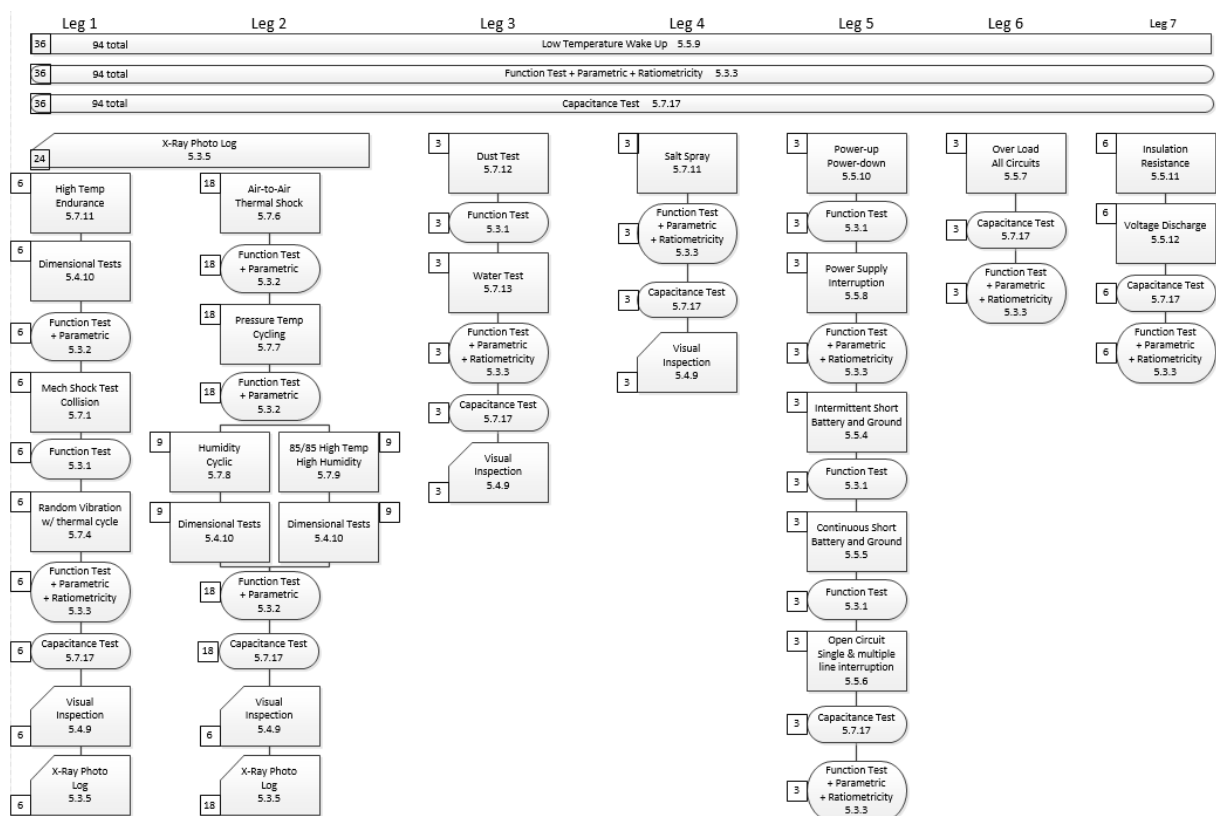 Leg 1
Leg 2
Leg 3
Leg 4
Leg 5
Leg 6
Leg 7
36
94 total
Low Temperature Wake Up 5.5.9
36
94 total
Function Test + Parametric + Ratiometricity 5.3.3
36
94 total
Capacitance Test 5.7.17
X-Ray Photo Log
5.3.5
24
6
High Temp
Endurance
5.7.11
6
Dimensional Tests
5.4.10
6
Function Test
+ Parametric
5.3.2
6
Mech Shock Test
Collision
5.7.1
6
Function Test
5.3.1
6
Random Vibration
w/ thermal cycle
5.7.4
6
Function Test
+ Parametric
+ Ratiometricity
5.3.3
6
Capacitance Test
5.7.17
Visual
Inspection
5.4.9
6
X-Ray Photo
Log
5.3.5
6
18
Air-to-Air
Thermal Shock
5.7.6
18
Function Test
+ Parametric
5.3.2
18
Pressure Temp
Cycling
5.7.7
18
Function Test
+ Parametric
5.3.2
9
Humidity
Cyclic
5.7.8
85/85 High Temp
High Humidity
5.7.9
9
9
Dimensional Tests
5.4.10
Dimensional Tests
5.4.10
9
18
Function Test
+ Parametric
5.3.2
18
Capacitance Test
5.7.17
Visual
Inspection
5.4.9
6
X-Ray Photo
Log
5.3.5
18
3
Dust Test
5.7.12
3
Function Test
5.3.1
3
Water Test
5.7.13
3
Function Test
+ Parametric
+ Ratiometricity
5.3.3
3
Capacitance Test
5.7.17
Visual
Inspection
5.4.9
3
3
Salt Spray
5.7.11
3
Function Test
+ Parametric
+ Ratiometricity
5.3.3
3
Capacitance Test
5.7.17
Visual
Inspection
5.4.9
3
3
Power-up
Power-down
5.5.10
3
Function Test
5.3.1
3
Power Supply
Interruption
5.5.8
3
Function Test
+ Parametric
+ Ratiometricity
5.3.3
3
Intermittent Short
Battery and Ground
5.5.4
3
Function Test
5.3.1
3
Continuous Short
Battery and Ground
5.5.5
3
Function Test
5.3.1
3
Open Circuit
Single & multiple
line interruption
5.5.6
3
Capacitance Test
5.7.17
3
Function Test
+ Parametric
+ Ratiometricity
5.3.3
3
Over Load
All Circuits
5.5.7
3
Capacitance Test
5.7.17
3
Function Test
+ Parametric
+ Ratiometricity
5.3.3
6
Insulation
Resistance
5.5.11
6
Voltage Discharge
5.5.12
6
Capacitance Test
5.7.17
6
Function Test
+ Parametric
+ Ratiometricity
5.3.3